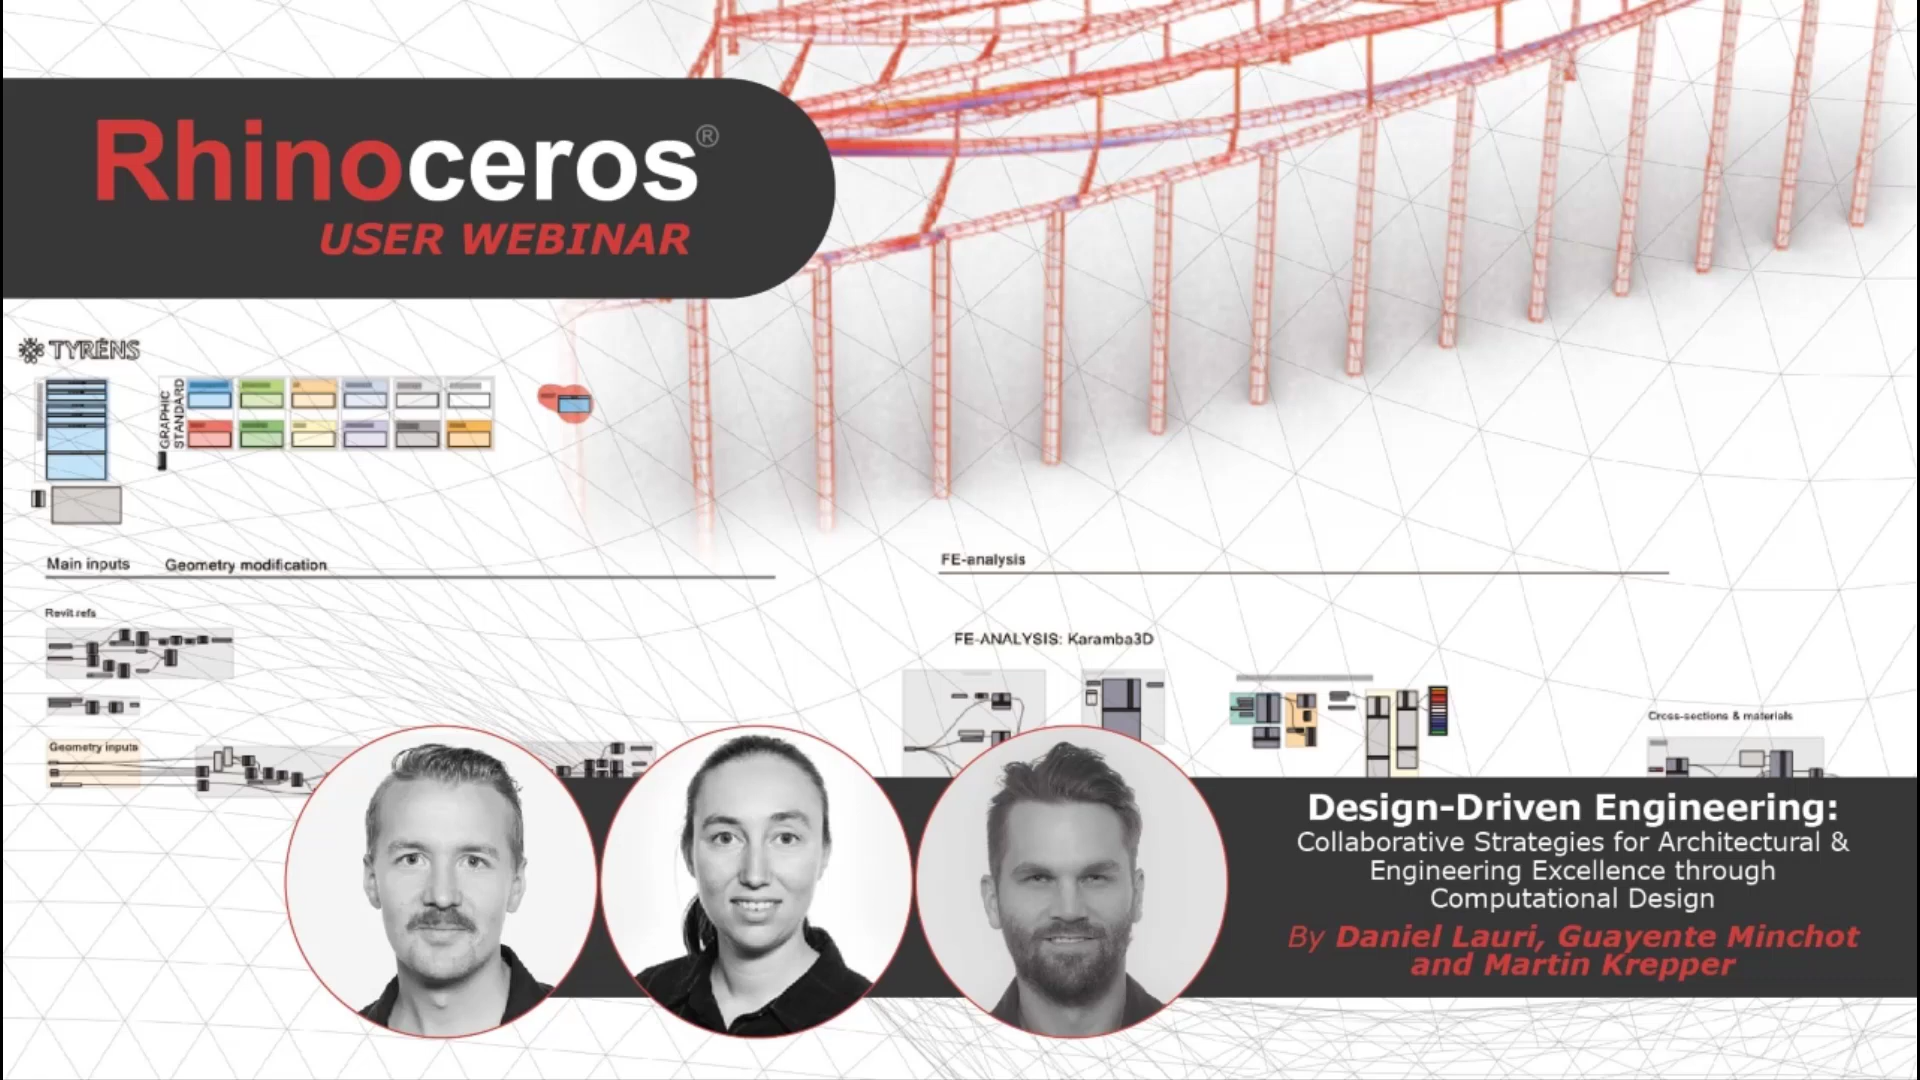 Rhinoceros®
USER WEBINAR
TYRÉNS
GRAPHIC
STANDARD
Main inputs
Geometry modification
FE-analysis
Revit refs
FE-ANALYSIS: Karamba3D
Cross-sections & materials
Geometry inputs
Design-Driven Engineering:
Collaborative Strategies for Architectural &
Engineering Excellence through
Computational Design
By Daniel Lauri, Guayente Minchot
and Martin Krepper